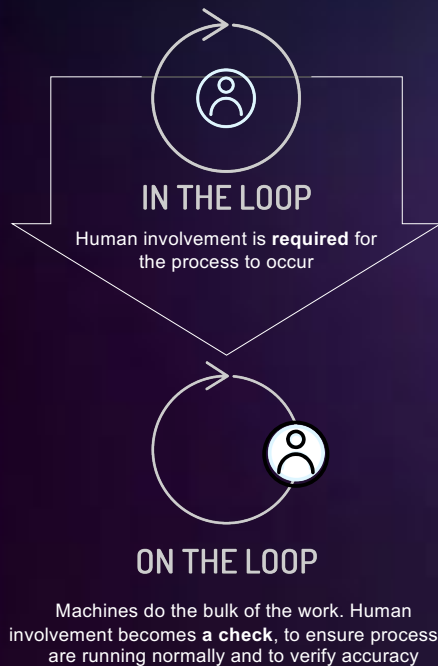 IN THE LOOP
Human involvement is required for
the process to occur
ON THE LOOP
Machines do the bulk of the work. Human
involvement becomes a check, to ensure process
are running normally and to verify accuracy